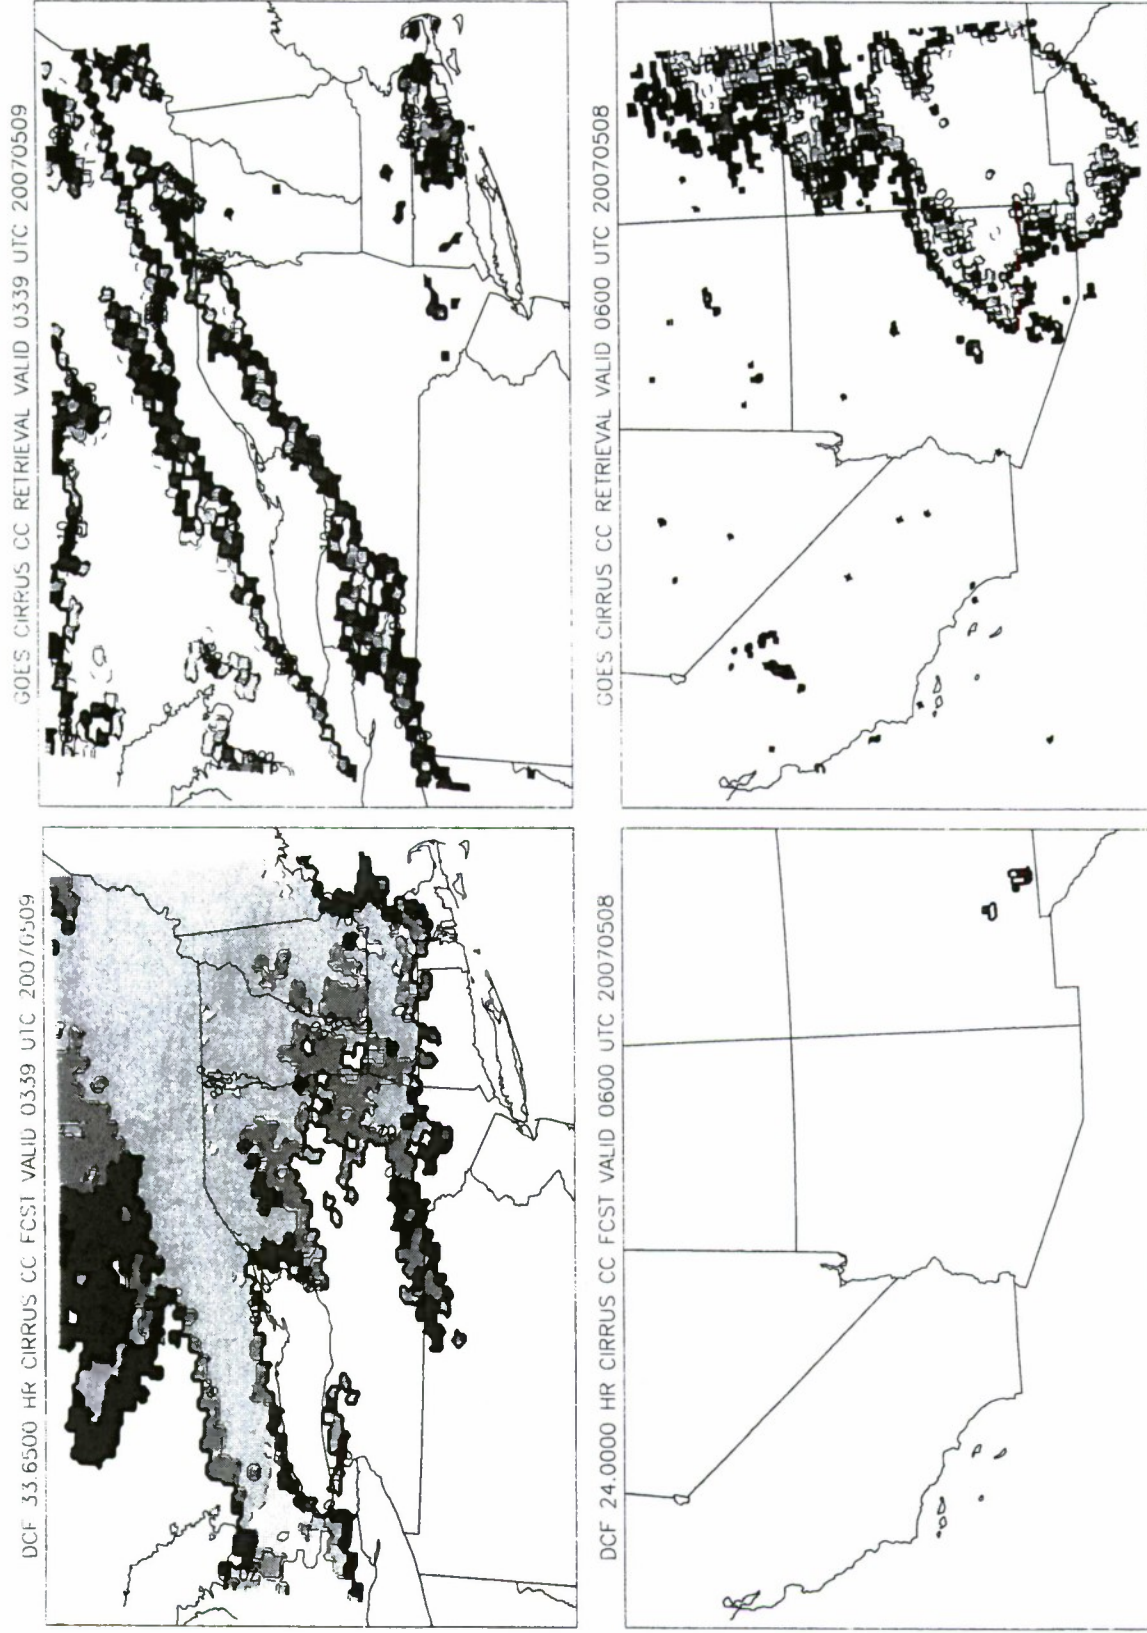 DCF 33.6500 HR CIRRUS CC FCST VALID 0339 UTC 20070509
GOES CIRRUS CC RETRIEVAL VALID 0339 UTC 20070509
DCF 24.0000 HR CIRRUS CC FCST VALID 0600 UTC 20070508
GOES CIRRUS CC RETRIEVAL VALID 0600 UTC 20070508